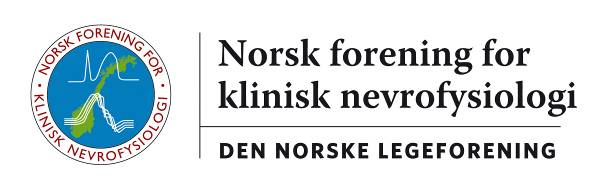 NORSK FORENING FOR
• KLINISK NEVROFYSIOLOGI •
Norsk forening for
klinisk nevrofysiologi
DEN NORSKE LEGEFORENING